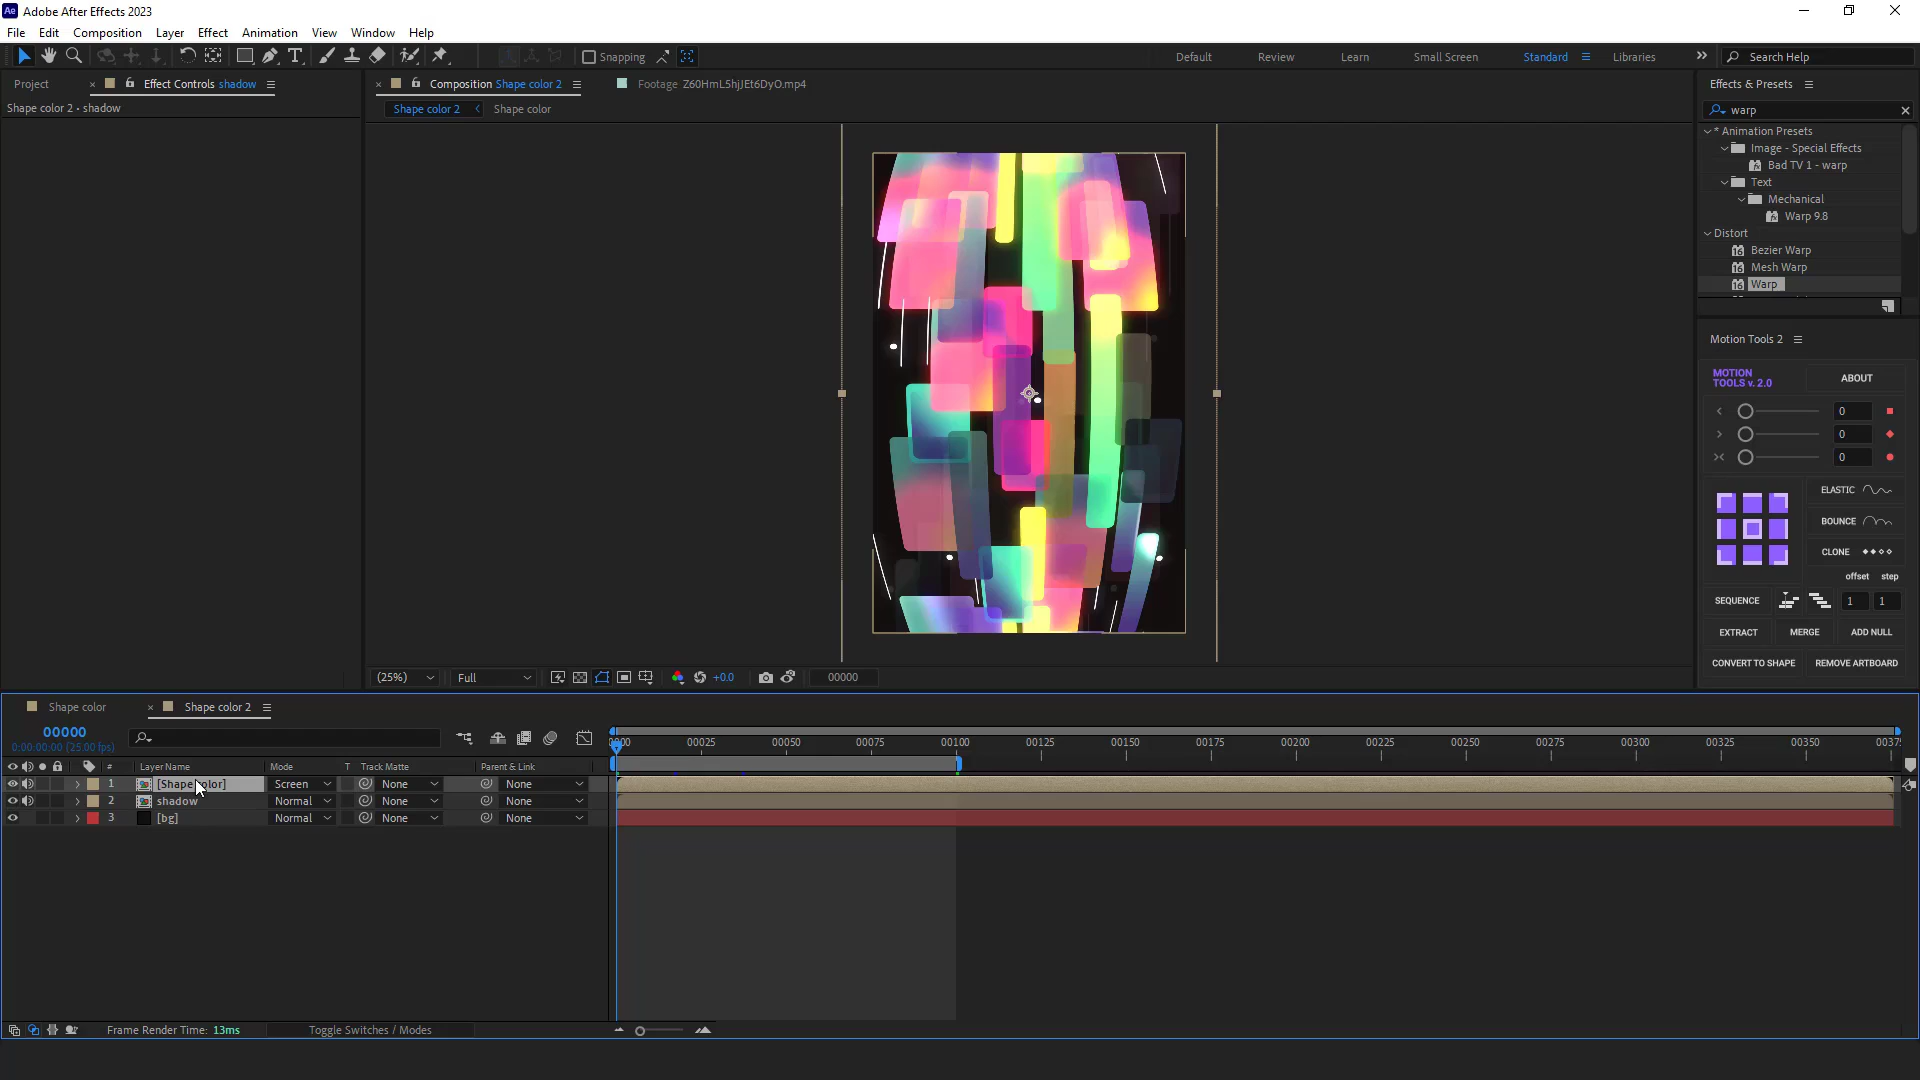 Ae Adobe After Effects 2023
File Edit Composition Layer Effect Animation View Window Help
Snapping Default Review Learn Small Screen Standard Libraries Search Help
Project Effect Controls shadow
Shape color 2 • shadow
Composition Shape color 2 Footage Z60HmL5hjJEt6DyO.mp4
Shape color 2 Shape color
Effects & Presets
warp
* Animation Presets
Image - Special Effects
Bad TV 1 - warp
Text
Mechanical
Warp 9.8
Distort
Bezier Warp
Mesh Warp
Warp
Motion Tools 2
MOTION
TOOLS v. 2.0
ABOUT
0
0
0
ELASTIC
BOUNCE
CLONE
offset step
SEQUENCE 1 1
EXTRACT MERGE ADD NULL
CONVERT TO SHAPE REMOVE ARTBOARD
(25%) Full +0.0 00000
Shape color Shape color 2
00000
0:00:00:00 (25.00 fps)
00025 00050 00075 00100 00125 00150 00175 00200 00225 00250 00275 00300 00325 00350
# Layer Name Mode T Track Matte Parent & Link
1 [Shape color] Screen None None
2 shadow Normal None None
3 [bg] Normal None None
Frame Render Time: 13ms Toggle Switches / Modes